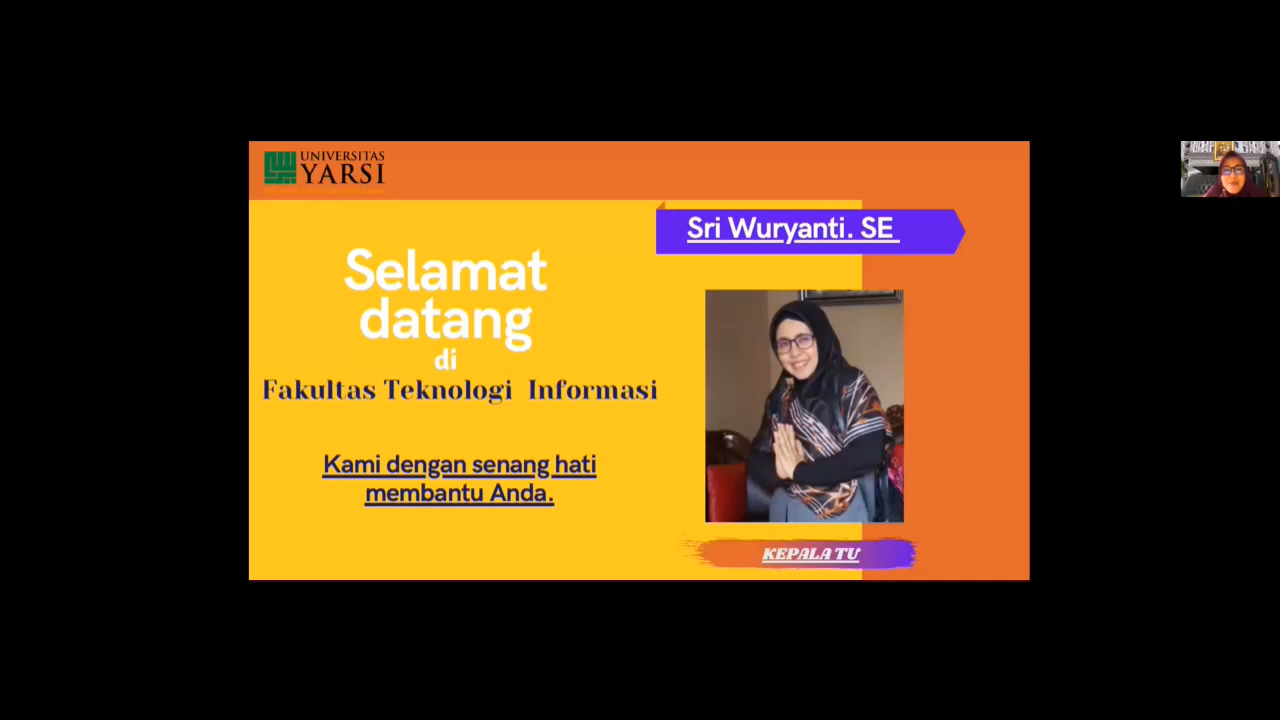 UNIVERSITAS
YARSI
Sri Wuryanti. SE
Selamat
datang
di
Fakultas Teknologi Informasi
Kami dengan senang hati
membantu Anda.
KEPALA TU